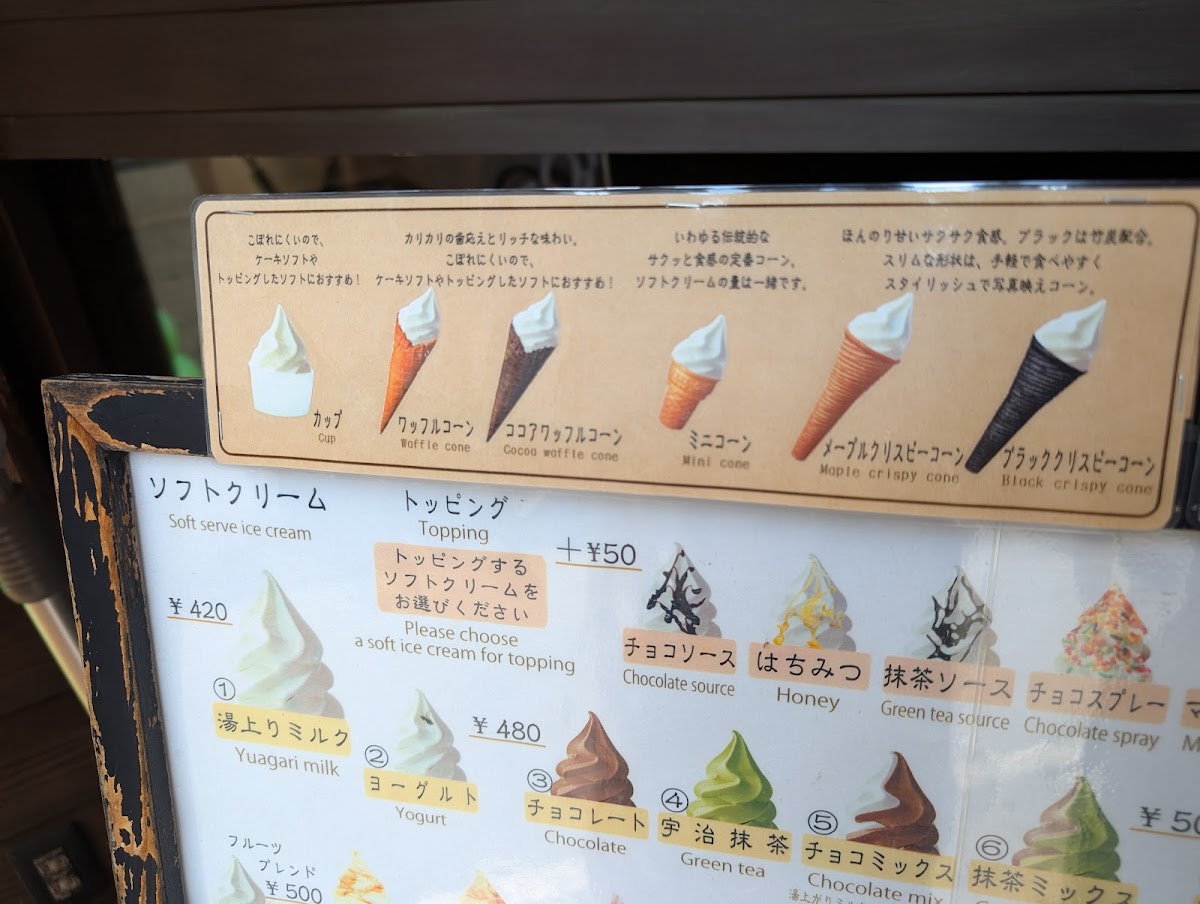 こぼれにくいので、
ケーキソフトや
トッピングしたソフトにおすすめ!
カリカリの歯応えとリッチな味わい。
こぼれにくいので、
ケーキソフトやトッピングしたソフトにおすすめ!
いわゆる伝統的な
サクッと食感の定番コーン。
ソフトクリームの量は一緒です。
ほんのり甘いサクサク食感。ブラックは竹炭配合。
スリムな形状は、手軽で食べやすく
スタイリッシュで写真映えコーン。
カップ
Cup
ワッフルコーン
Waffle cone
ココアワッフルコーン
Cocoa waffle cone
ミニコーン
Mini cone
メープルクリスピーコーン
Maple crispy cone
ブラッククリスピーコーン
Black crispy cone
ソフトクリーム
Soft serve ice cream
トッピング
Topping
トッピングする
ソフトクリームを
お選びください
Please choose
a soft ice cream for topping
+¥50
チョコソース
Chocolate source
はちみつ
Honey
抹茶ソース
Green tea source
チョコスプレー
Chocolate spray
マ
M
¥420
①
湯上りミルク
Yuagari milk
②
ヨーグルト
Yogurt
¥480
③
チョコレート
Chocolate
④
宇治抹茶
Green tea
⑤
チョコミックス
Chocolate mix
⑥
抹茶ミックス
¥50
フルーツ
ブレンド
¥500